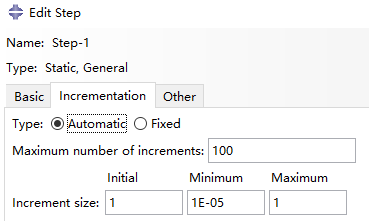 Edit Step
Name: Step-1
Type: Static, General
Basic Incrementation Other
Type: Automatic Fixed
Maximum number of increments: 100
Initial Minimum Maximum
Increment size: 1 1E-05 1